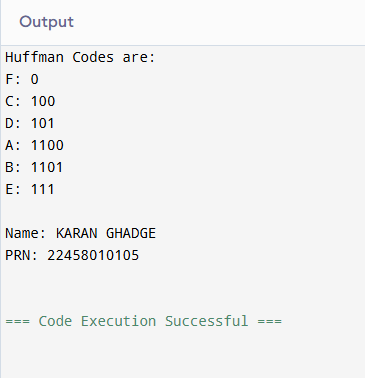 Output
Huffman Codes are:
F: 0
C: 100
D: 101
A: 1100
B: 1101
E: 111
Name: KARAN GHADGE
PRN: 22458010105
=== Code Execution Successful ===